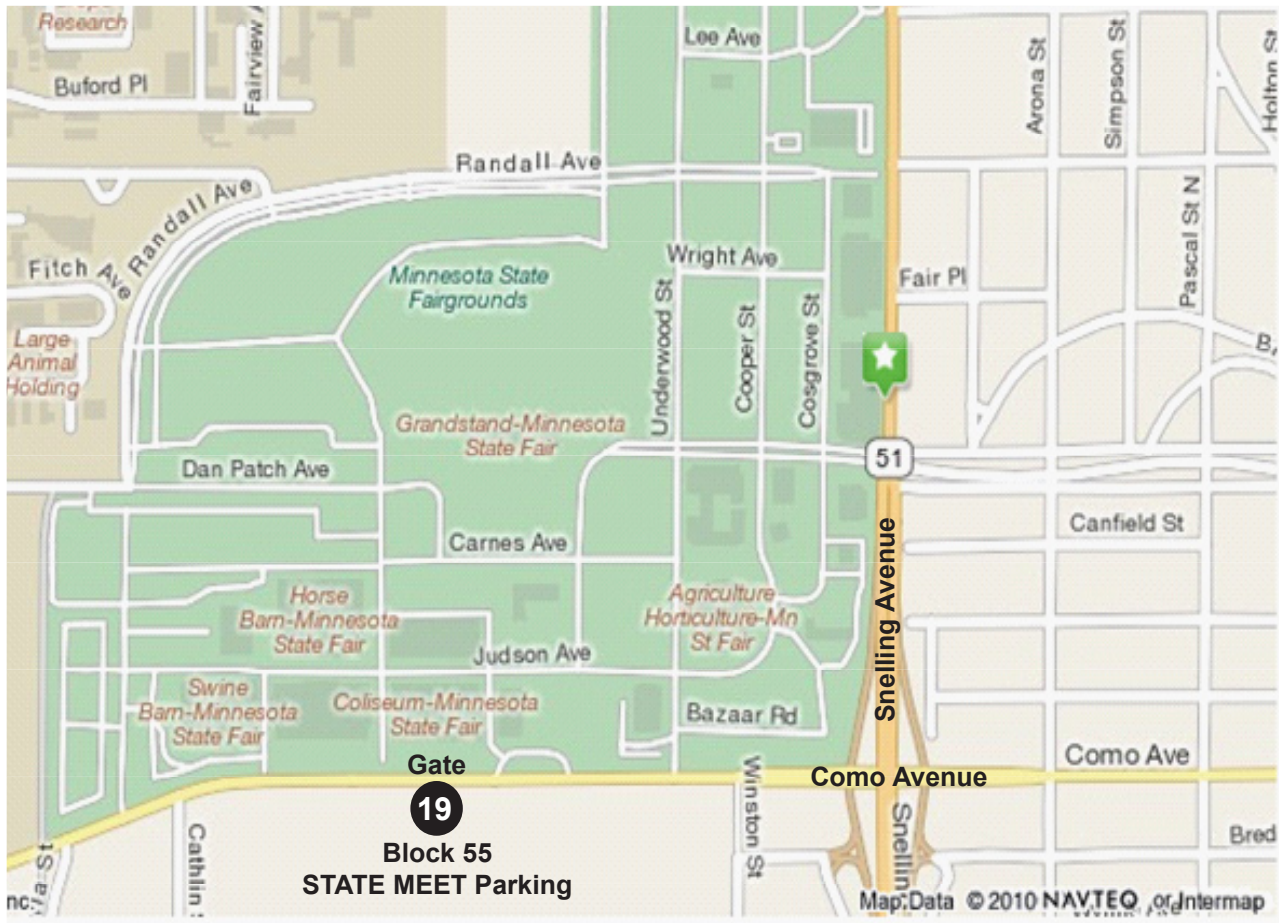 Research
Fairview
Lee Ave
Arona St
Simpson St
Holton St
Buford Pl
Randall Ave
Randall Ave
Pascal St N
Fitch Ave
Wright Ave
Minnesota State
Fairgrounds
Fair Pl
Underwood St
Cooper St
Cosgrove St
Large
Animal
Holding
Grandstand-Minnesota
State Fair
51
Dan Patch Ave
Canfield St
Carnes Ave
Snelling Avenue
Horse
Barn-Minnesota
State Fair
Agriculture
Horticulture-Mn
St Fair
Judson Ave
Swine
Barn-Minnesota
State Fair
Coliseum-Minnesota
State Fair
Bazaar Rd
Gate
19
Block 55
STATE MEET Parking
Como Avenue
Como Ave
Winston St
Cathlin
Snellin
Bred
Map Data © 2010 NAVTEQ or Intermap